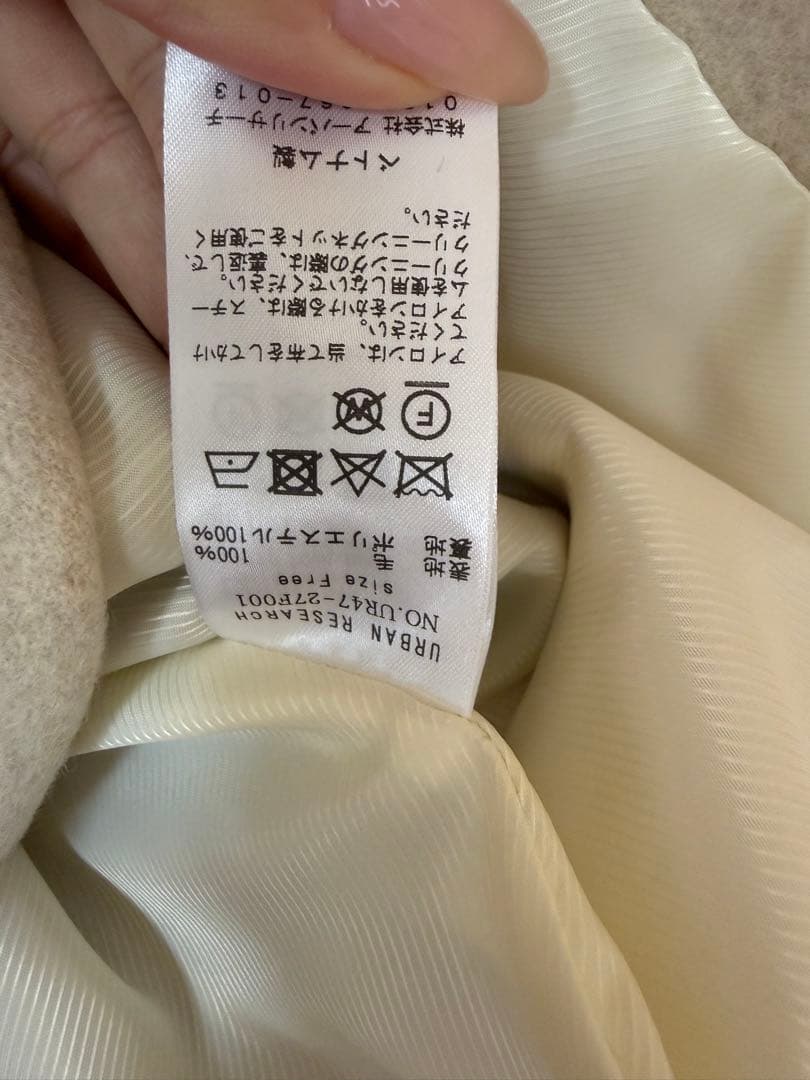 URBAN RESEARCH
NO.UR47-27F001
size Free
表地 毛 100%
裏地 ポリエステル100%
アイロンは、当て布をしてかけ
てください。
アイロンをかける際は、スチー
ムを使用しないでください。
クリーニングの際は、裏返しで、
クリーニングネットをご使用く
ださい。
ベトナム製
株式会社 アーバンリサーチ